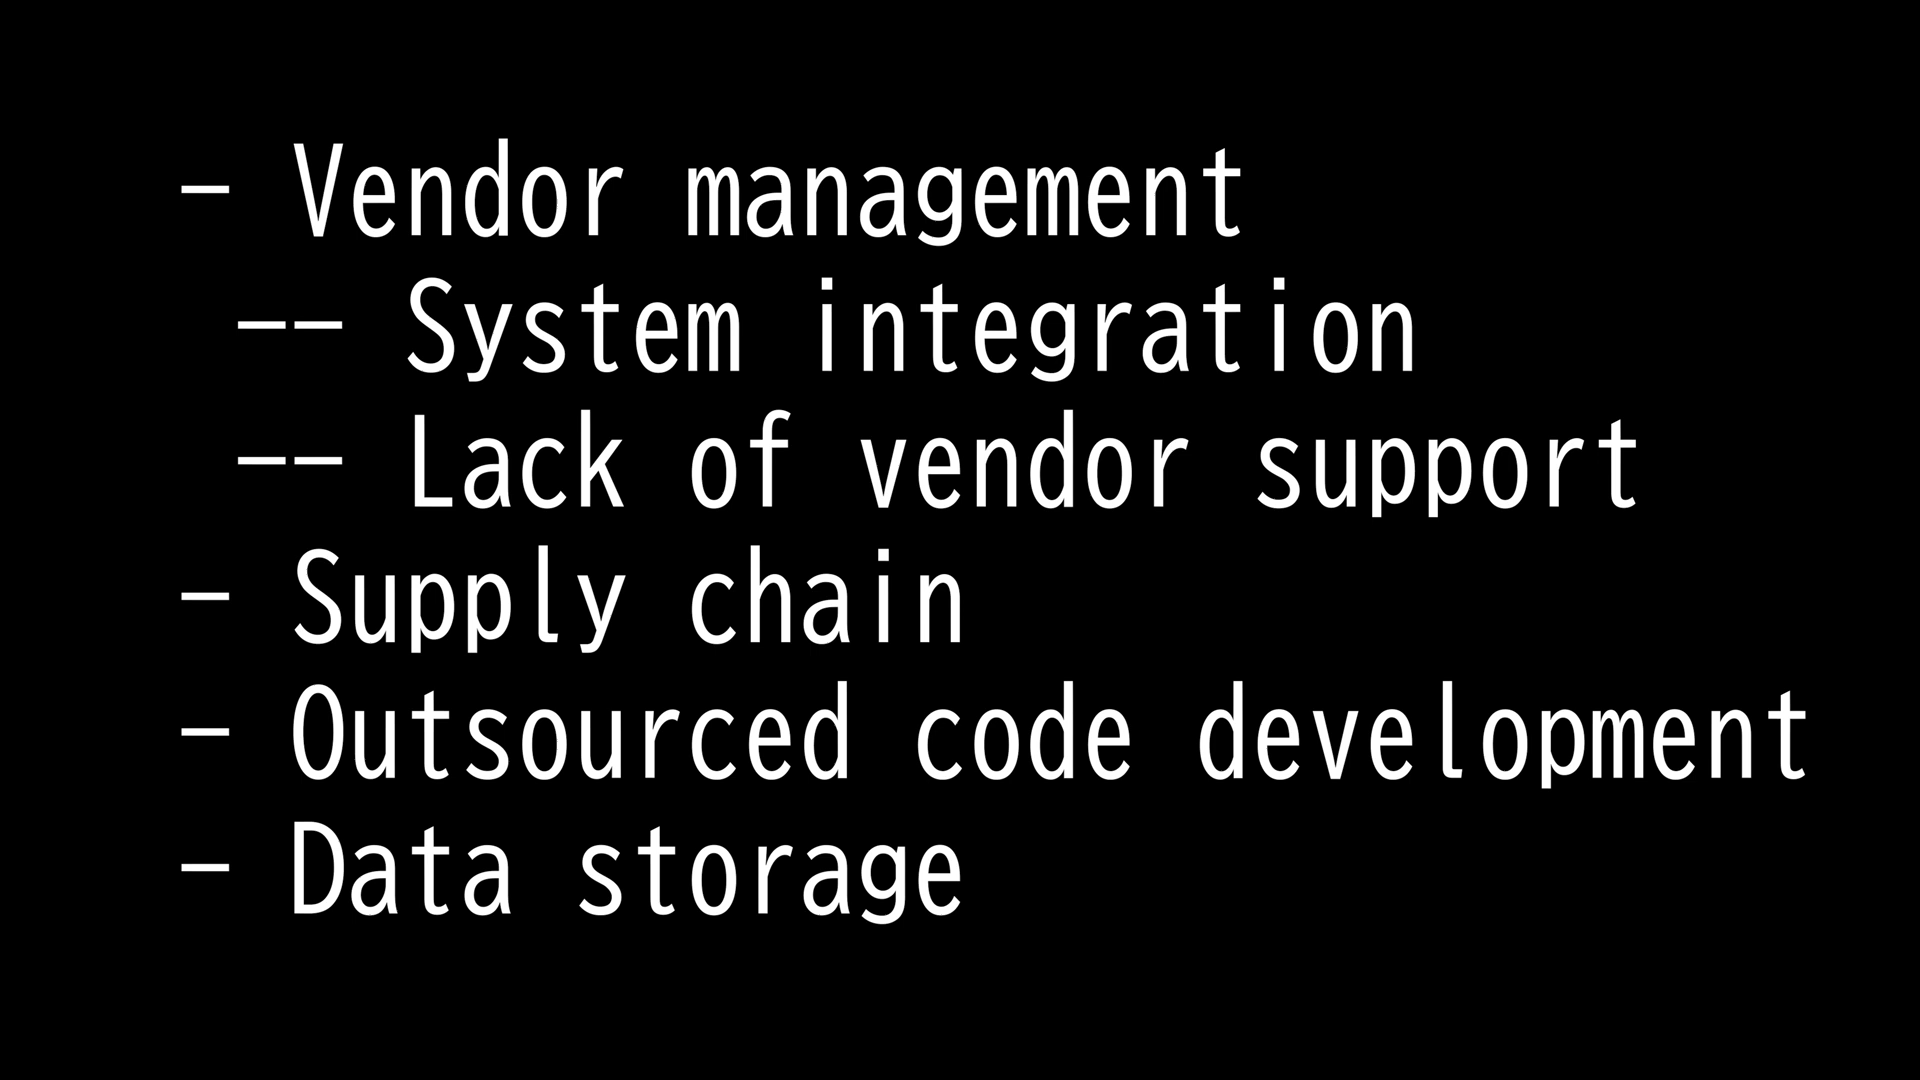 - Vendor management
-- System integration
-- Lack of vendor support
- Supply chain
- Outsourced code development
- Data storage